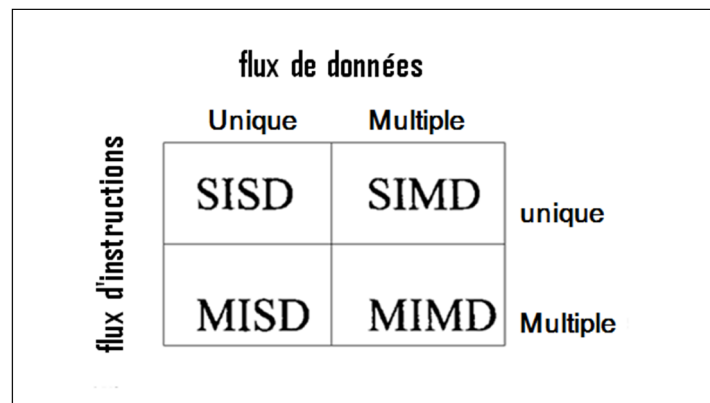 flux de données
Unique Multiple
flux d'instructions
SISD SIMD unique
MISD MIMD Multiple